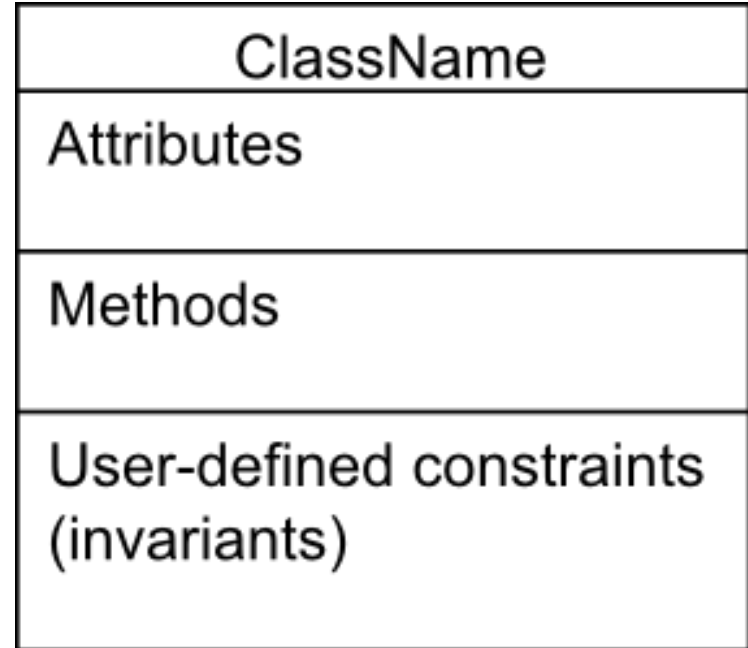 ClassName
Attributes
Methods
User-defined constraints
(invariants)